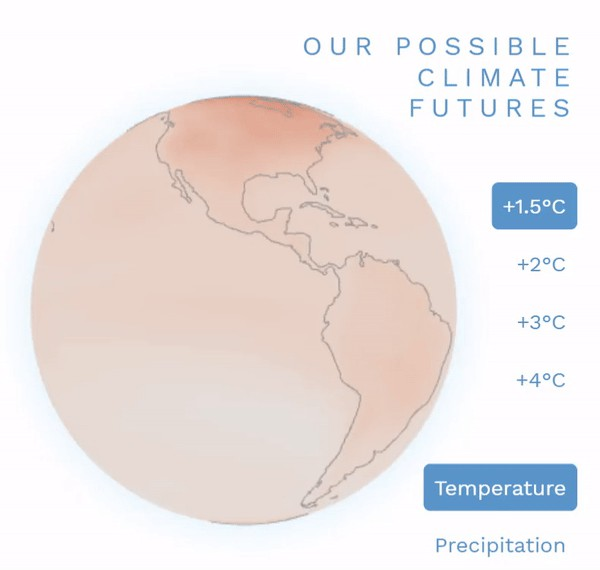 OUR POSSIBLE
CLIMATE
FUTURES
+1.5°C
+2°C
+3°C
+4°C
Temperature
Precipitation